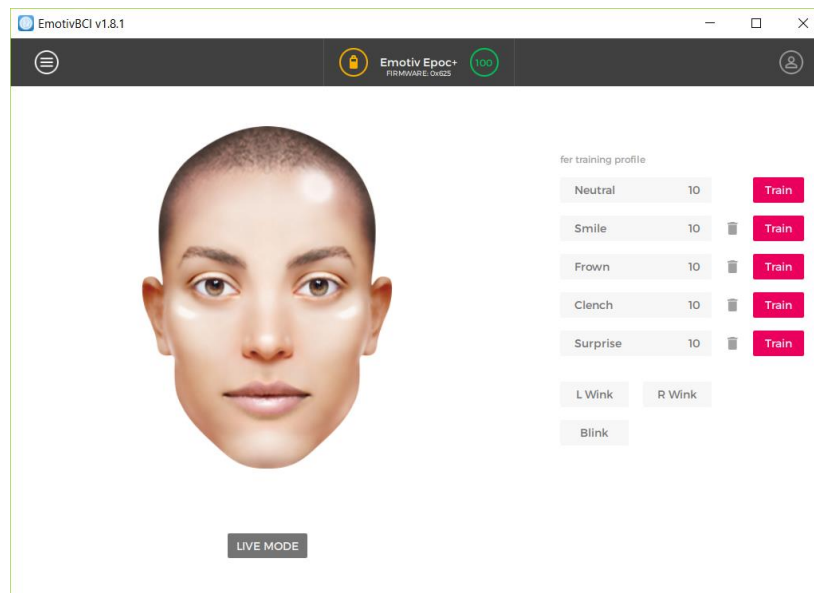 EmotivBCI v1.8.1
Emotiv Epoc+
FIRMWARE: 0x625
100
fer training profile
Neutral 10 Train
Smile 10 Train
Frown 10 Train
Clench 10 Train
Surprise 10 Train
L Wink R Wink
Blink
LIVE MODE